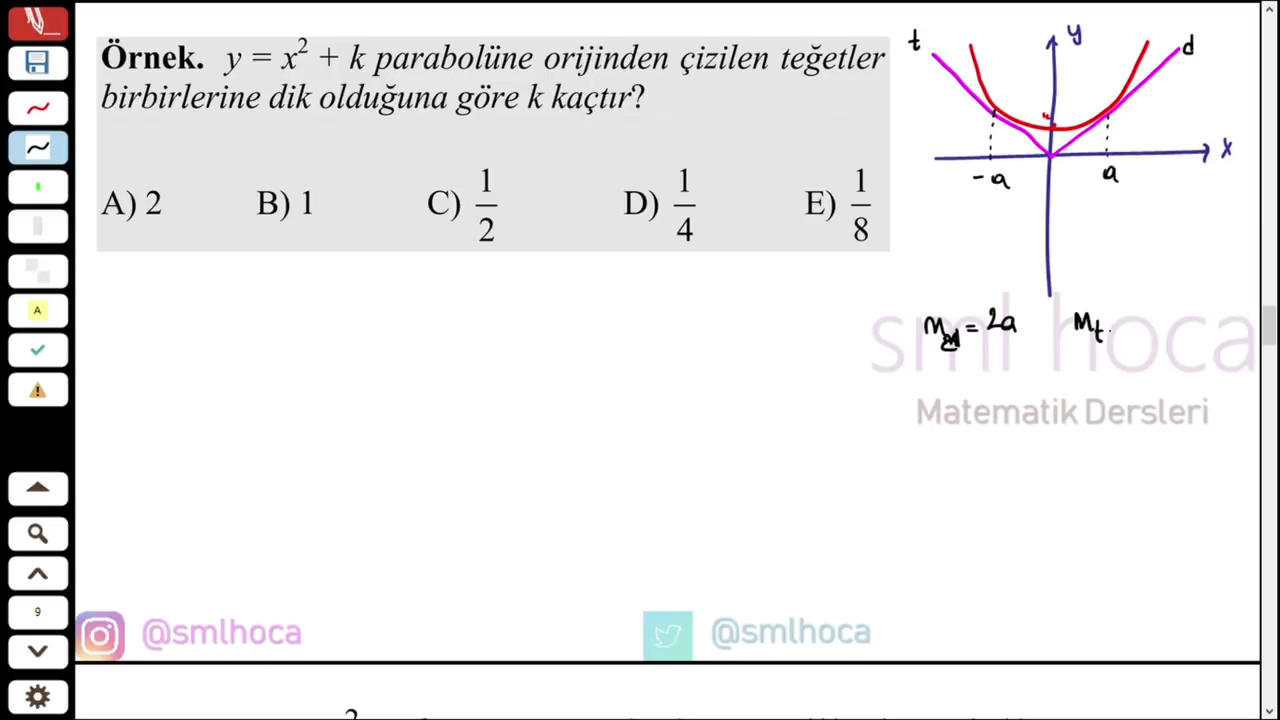 Örnek. y = x² + k parabolüne orijinden çizilen teğetler
birbirlerine dik olduğuna göre k kaçtır?
A) 2 B) 1 C) 1/2 D) 1/4 E) 1/8
t y d
x
-a a
m_d = 2a m_t
sml hoca
Matematik Dersleri
A
9
@smlhoca @smlhoca